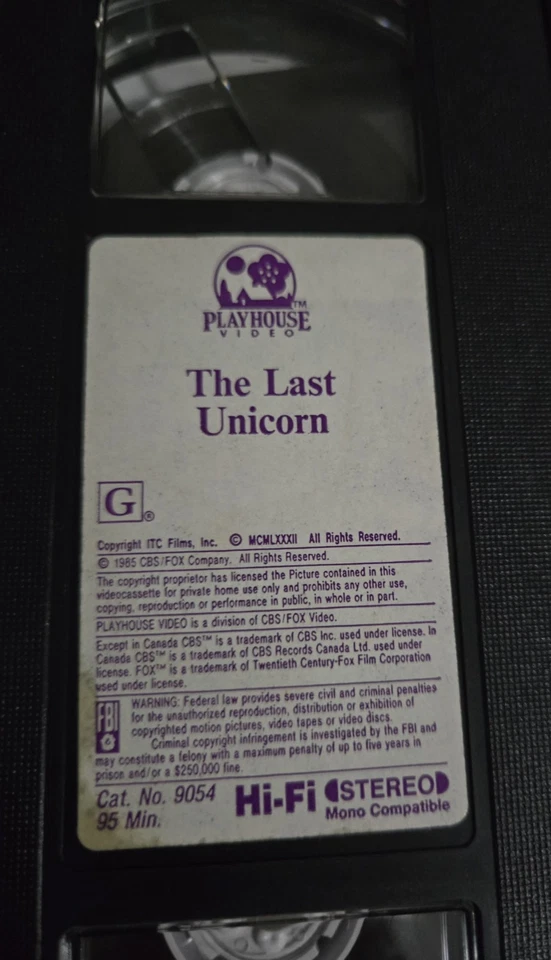 TM
PLAYHOUSE
VIDEO
The Last
Unicorn
G®
Copyright ITC Films, Inc. © MCMLXXXII All Rights Reserved.
© 1985 CBS/FOX Company. All Rights Reserved.
The copyright proprietor has licensed the Picture contained in this
videocassette for private home use only and prohibits any other use,
copying, reproduction or performance in public, in whole or in part.
PLAYHOUSE VIDEO is a division of CBS/FOX Video.
Except in Canada CBS™ is a trademark of CBS Inc. used under license. In
Canada CBS™ is a trademark of CBS Records Canada Ltd. used under
license. FOX™ is a trademark of Twentieth Century-Fox Film Corporation
used under license.
FBI
WARNING: Federal law provides severe civil and criminal penalties
for the unauthorized reproduction, distribution or exhibition of
copyrighted motion pictures, video tapes or video discs.
Criminal copyright infringement is investigated by the FBI and
may constitute a felony with a maximum penalty of up to five years in
prison and/or a $250,000 fine.
Cat. No. 9054
95 Min.
Hi-Fi STEREO
Mono Compatible